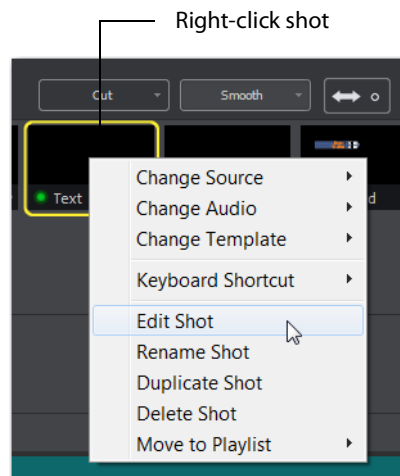 Right-click shot
Cut Smooth
Text d
Change Source
Change Audio
Change Template
Keyboard Shortcut
Edit Shot
Rename Shot
Duplicate Shot
Delete Shot
Move to Playlist